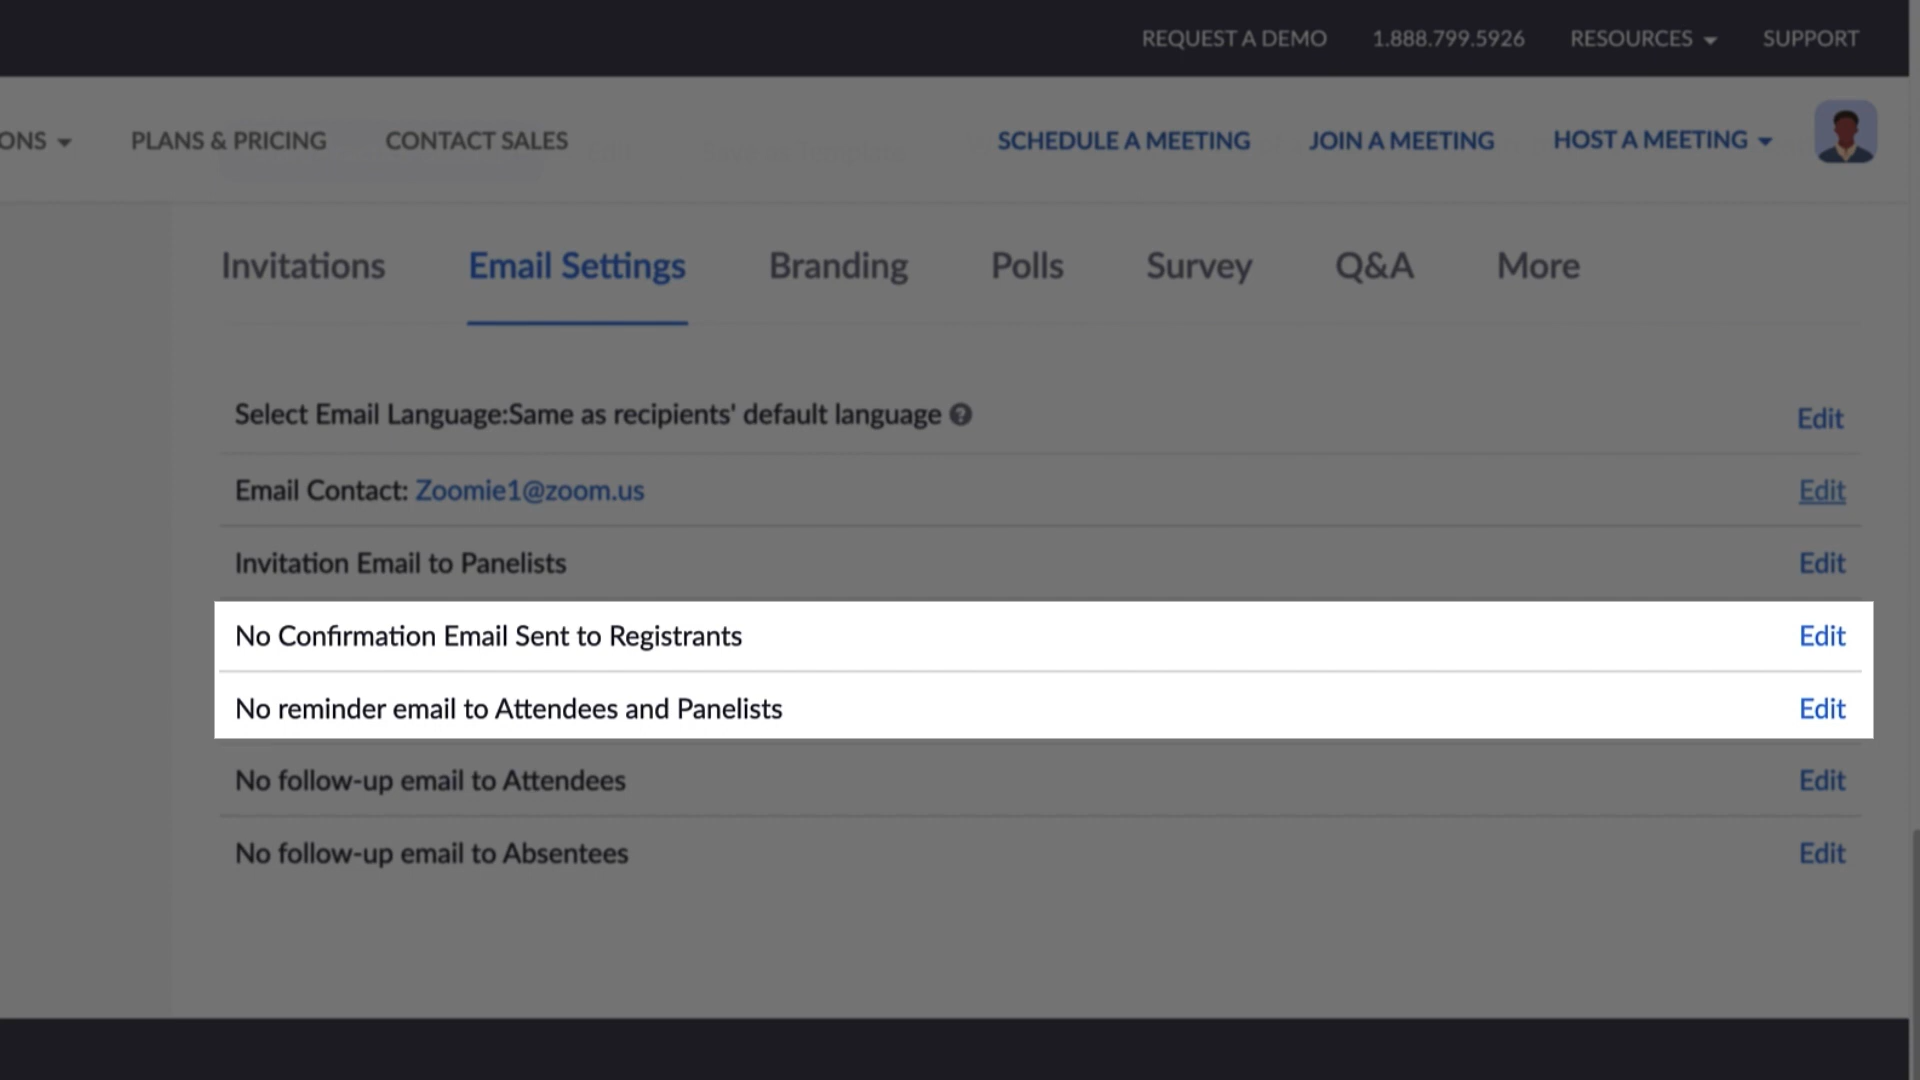 REQUEST A DEMO 1.888.799.5926 RESOURCES SUPPORT
ONS PLANS & PRICING CONTACT SALES SCHEDULE A MEETING JOIN A MEETING HOST A MEETING
Invitations Email Settings Branding Polls Survey Q&A More
Select Email Language:Same as recipients' default language Edit
Email Contact: Zoomie1@zoom.us Edit
Invitation Email to Panelists Edit
No Confirmation Email Sent to Registrants Edit
No reminder email to Attendees and Panelists Edit
No follow-up email to Attendees Edit
No follow-up email to Absentees Edit